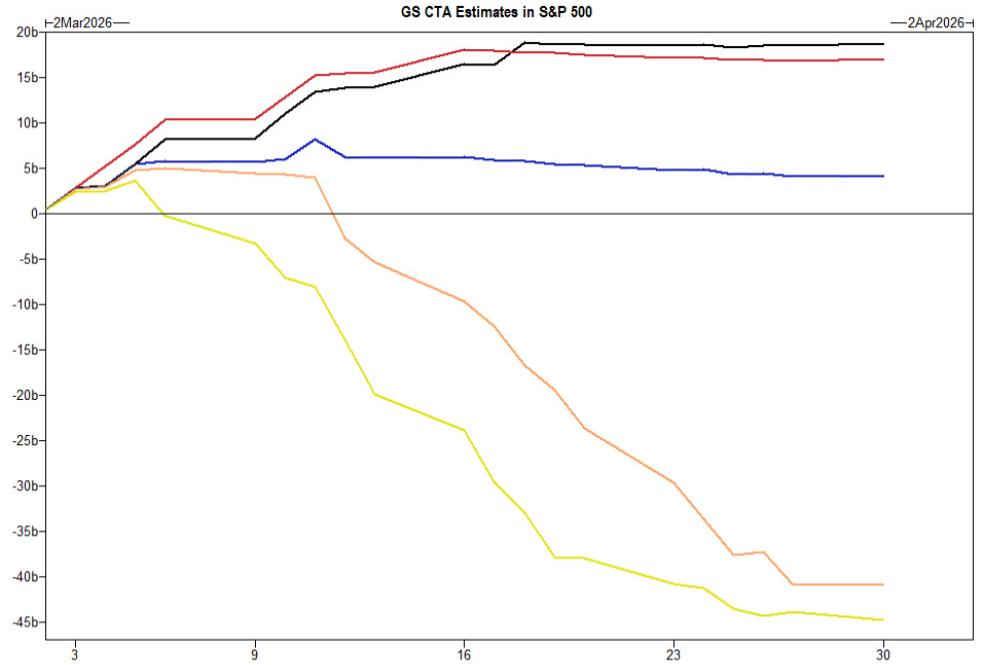 GS CTA Estimates in S&P 500
2Mar2026
2Apr2026
20b
15b
10b
5b
0
-5b
-10b
-15b
-20b
-25b
-30b
-35b
-40b
-45b
3 9 16 23 30